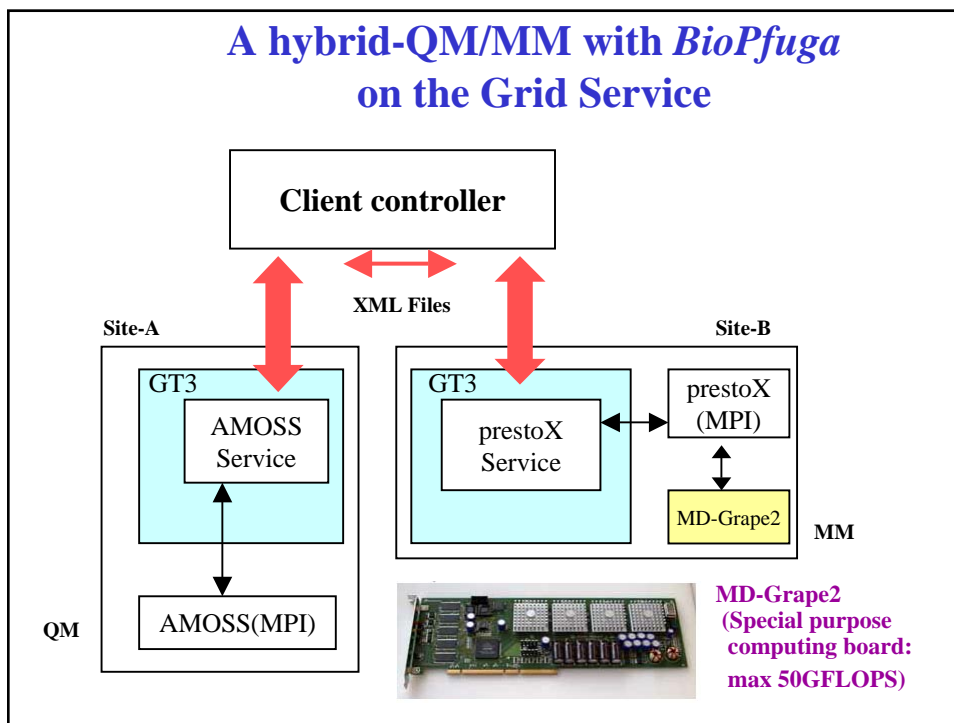 A hybrid-QM/MM with BioPfuga
on the Grid Service
Client controller
XML Files
Site-A
Site-B
GT3
AMOSS
Service
AMOSS(MPI)
QM
GT3
prestoX
Service
prestoX
(MPI)
MD-Grape2
MM
MD-Grape2
(Special purpose
computing board:
max 50GFLOPS)